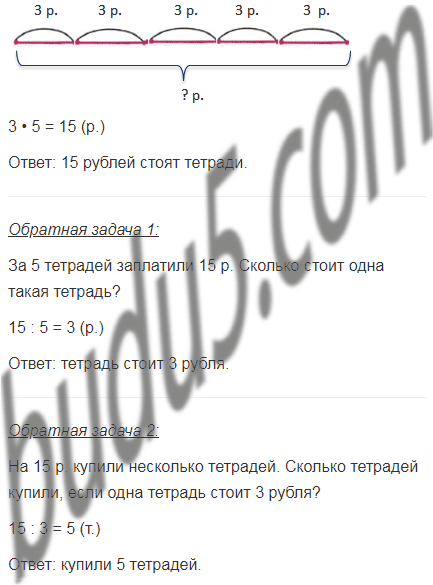 3 р. 3 р. 3 р. 3 р. 3 р.
? р.
3 • 5 = 15 (р.)
Ответ: 15 рублей стоят тетради.
Обратная задача 1:
За 5 тетрадей заплатили 15 р. Сколько стоит одна
такая тетрадь?
15 : 5 = 3 (р.)
Ответ: тетрадь стоит 3 рубля.
Обратная задача 2:
На 15 р. купили несколько тетрадей. Сколько тетрадей
купили, если одна тетрадь стоит 3 рубля?
15 : 3 = 5 (т.)
Ответ: купили 5 тетрадей.
budu5.com